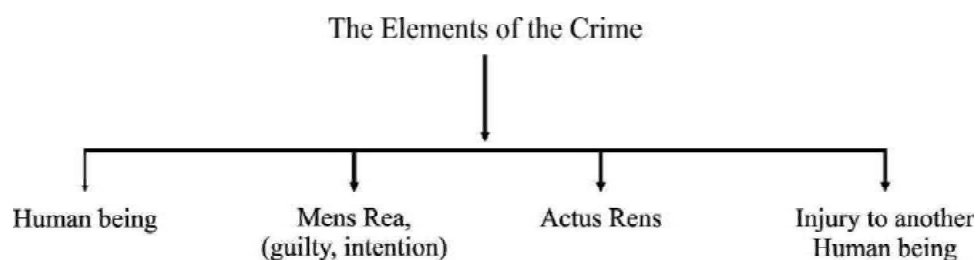 The Elements of the Crime
Human being
Mens Rea,
(guilty, intention)
Actus Rens
Injury to another
Human being